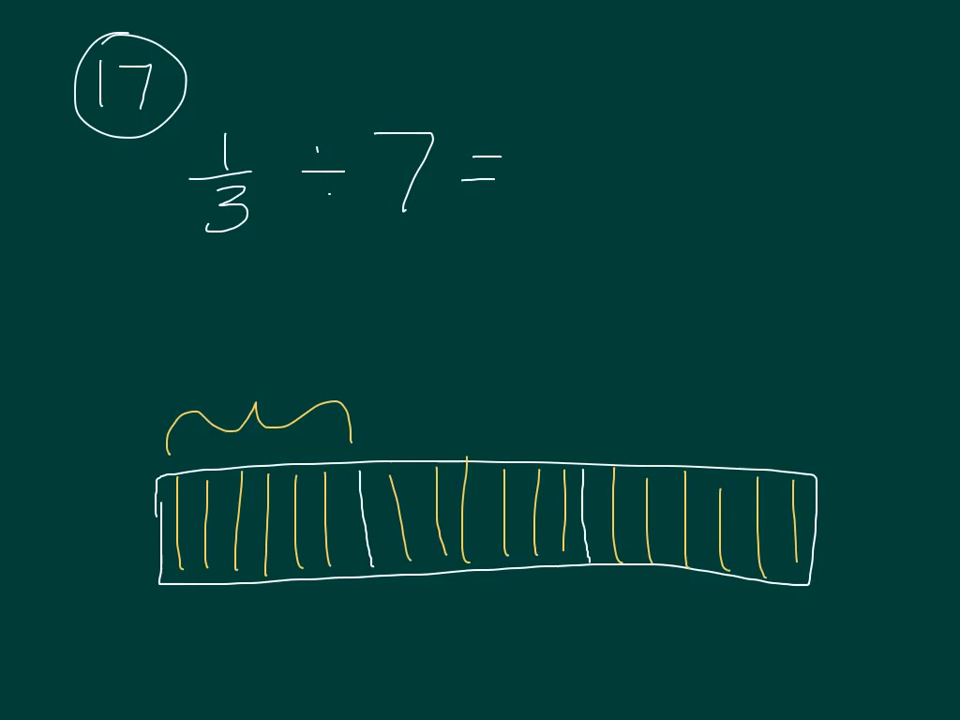 17
1/3 ÷ 7 =